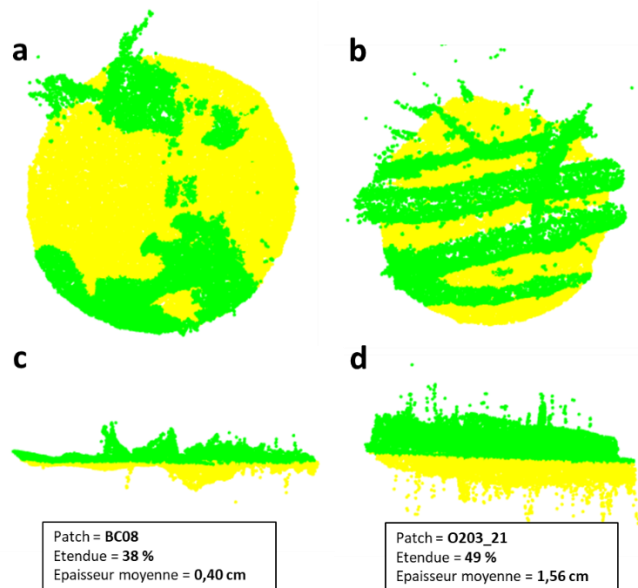 a
b
c
d
Patch = BC08
Etendue = 38 %
Epaisseur moyenne = 0,40 cm
Patch = O203_21
Etendue = 49 %
Epaisseur moyenne = 1,56 cm